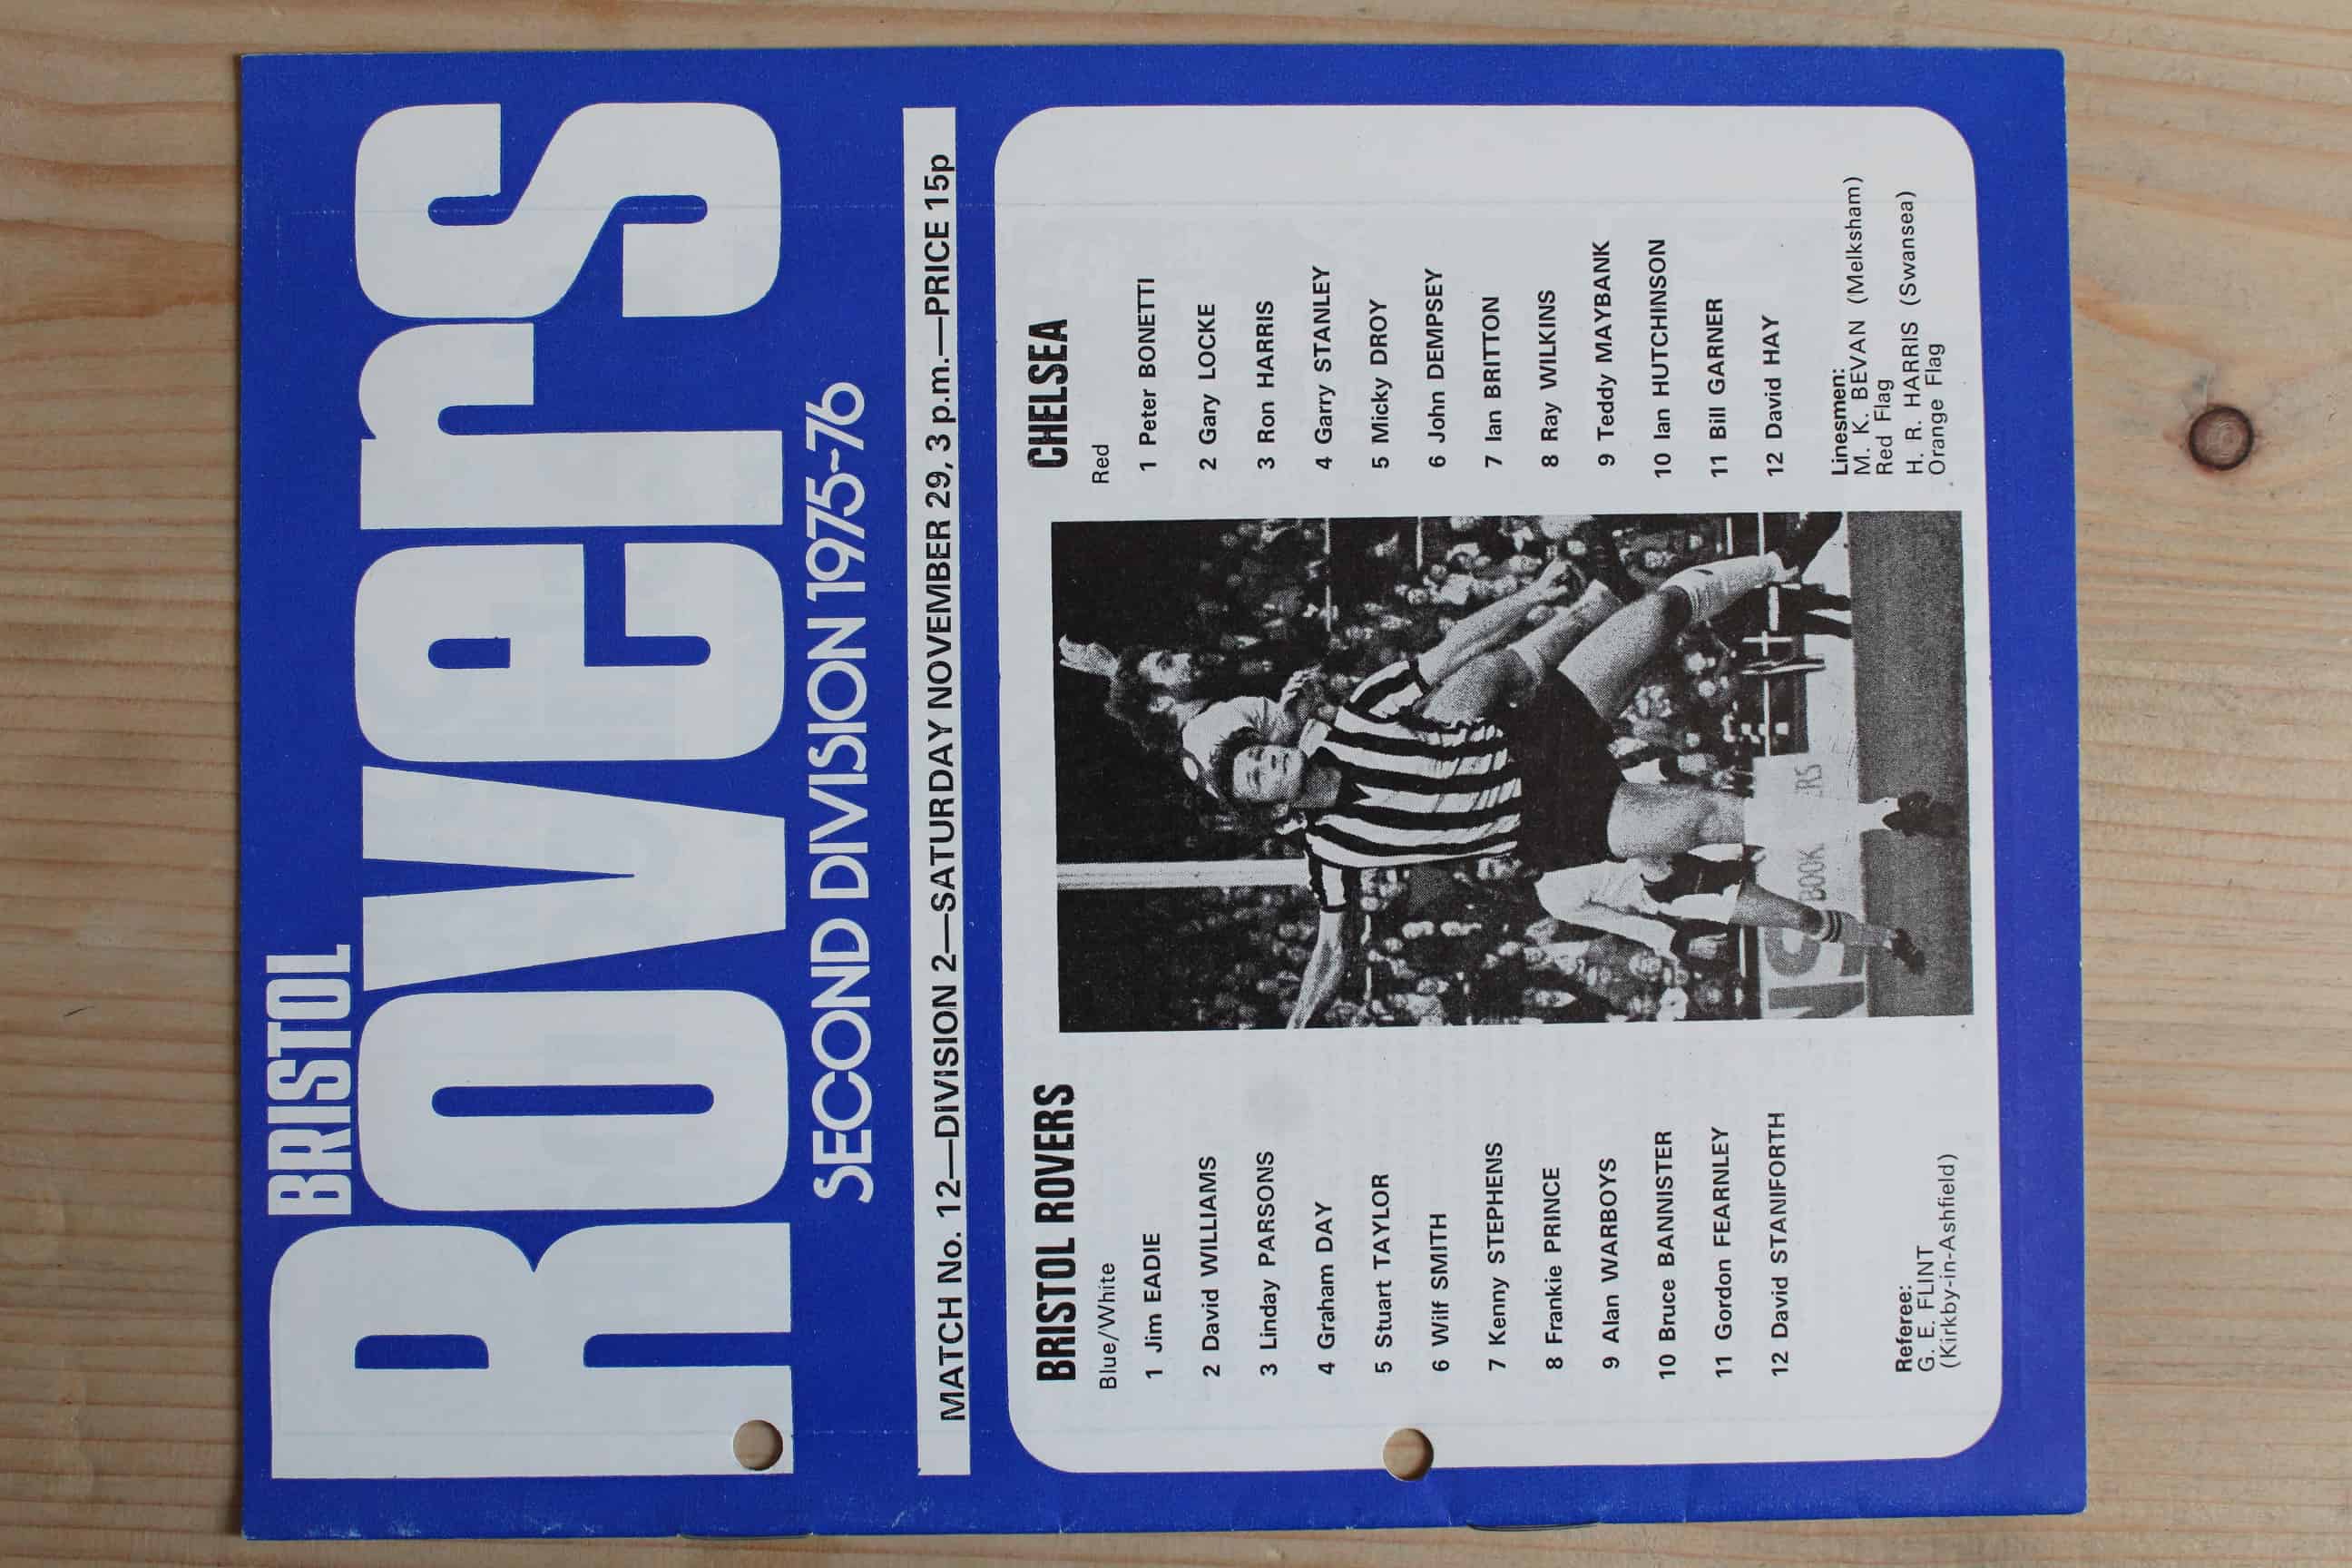 BRISTOL
Rovers
SECOND DIVISION 1975-76
MATCH No. 12—DIVISION 2—SATURDAY NOVEMBER 29, 3 p.m.—PRICE 15p
BRISTOL ROVERS
Blue/White
1 Jim EADIE
2 David WILLIAMS
3 Linday PARSONS
4 Graham DAY
5 Stuart TAYLOR
6 Wilf SMITH
7 Kenny STEPHENS
8 Frankie PRINCE
9 Alan WARBOYS
10 Bruce BANNISTER
11 Gordon FEARNLEY
12 David STANIFORTH
Referee:
G. E. FLINT
(Kirkby-in-Ashfield)
BOOK
CHELSEA
Red
1 Peter BONETTI
2 Gary LOCKE
3 Ron HARRIS
4 Garry STANLEY
5 Micky DROY
6 John DEMPSEY
7 Ian BRITTON
8 Ray WILKINS
9 Teddy MAYBANK
10 Ian HUTCHINSON
11 Bill GARNER
12 David HAY
Linesmen:
M. K. BEVAN (Melksham)
Red Flag
H. R. HARRIS (Swansea)
Orange Flag